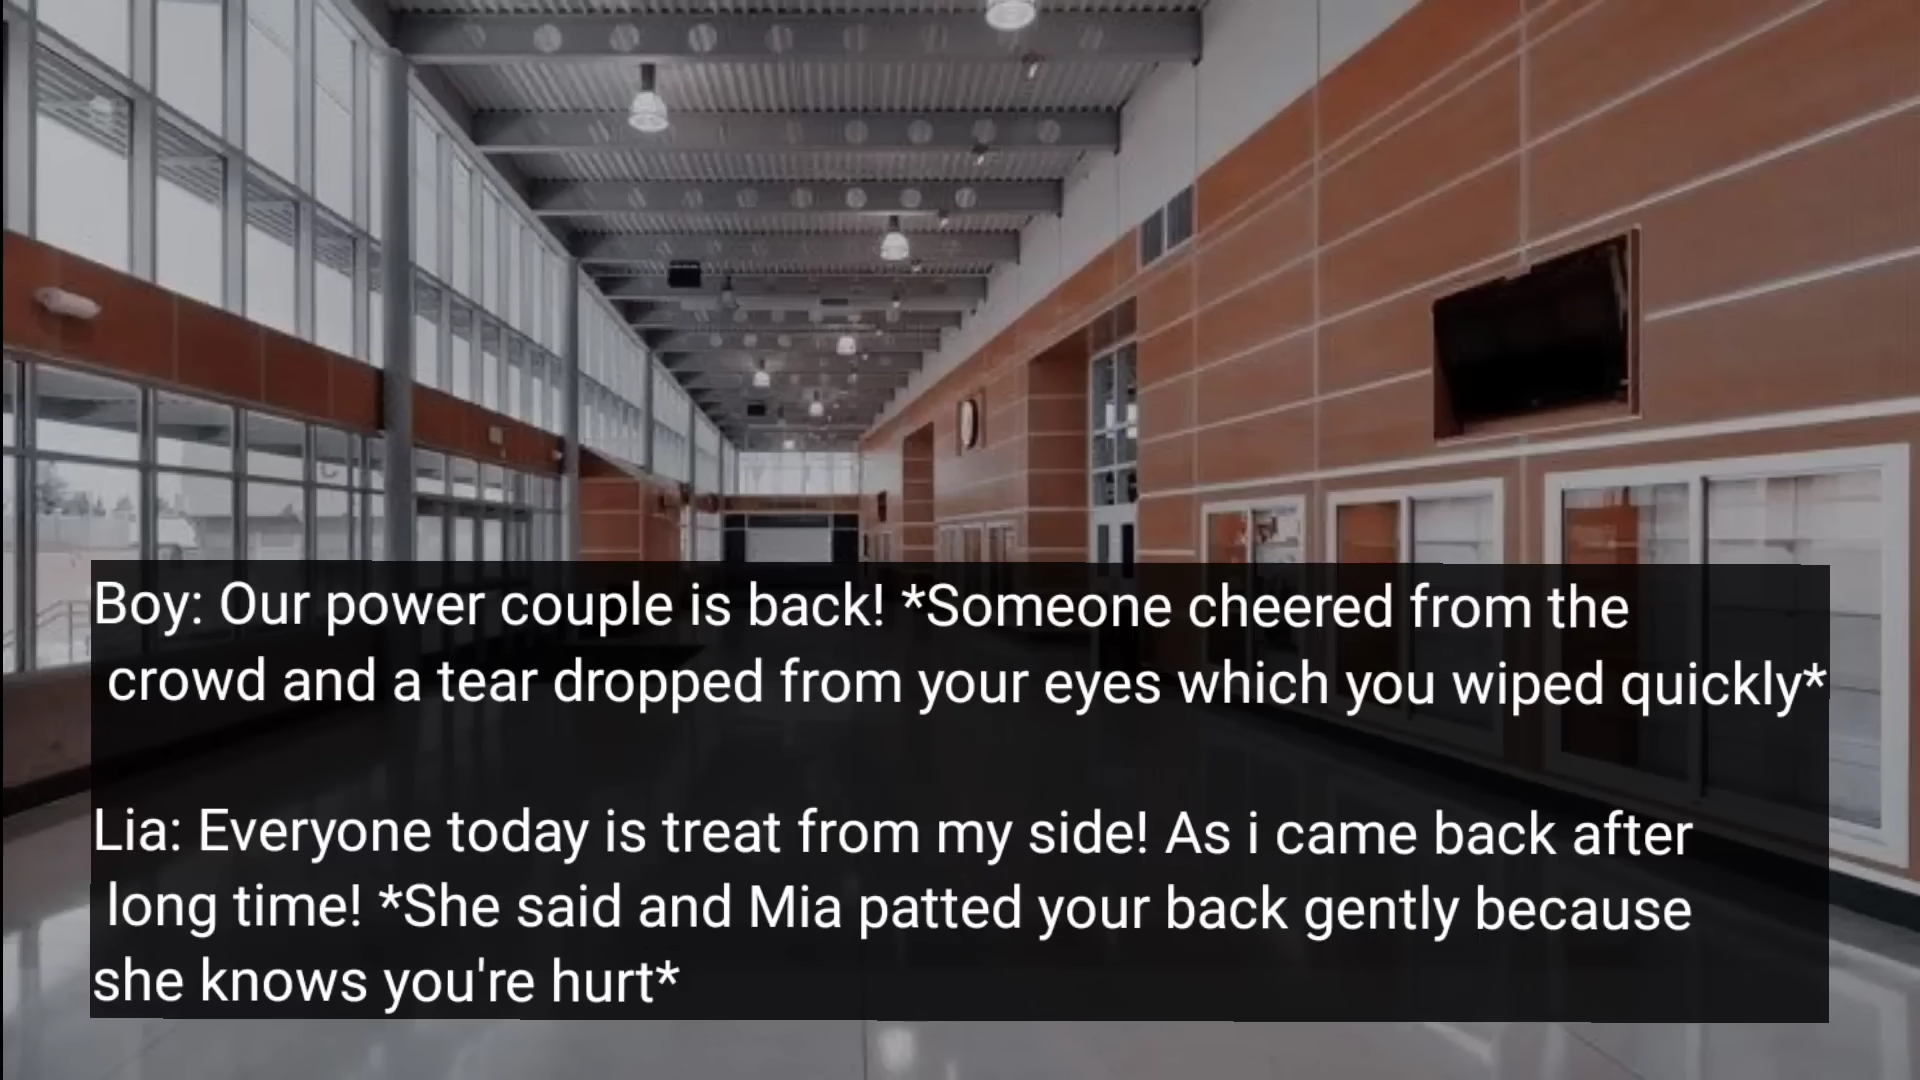 Boy: Our power couple is back! *Someone cheered from the
crowd and a tear dropped from your eyes which you wiped quickly*
Lia: Everyone today is treat from my side! As i came back after
long time! *She said and Mia patted your back gently because
she knows you're hurt*